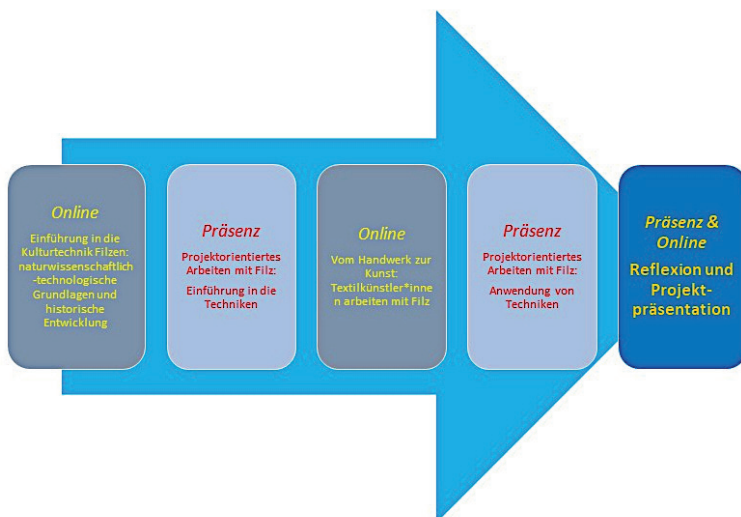 Online
Einführung in die
Kulturtechnik Filzen:
naturwissenschaftlich
-technologische
Grundlagen und
historische
Entwicklung
Präsenz
Projektorientiertes
Arbeiten mit Filz:
Einführung in die
Techniken
Online
Vom Handwerk zur
Kunst:
Textilkünstler*inne
n arbeiten mit Filz
Präsenz
Projektorientiertes
Arbeiten mit Filz:
Anwendung von
Techniken
Präsenz &
Online
Reflexion und
Projekt-
präsentation